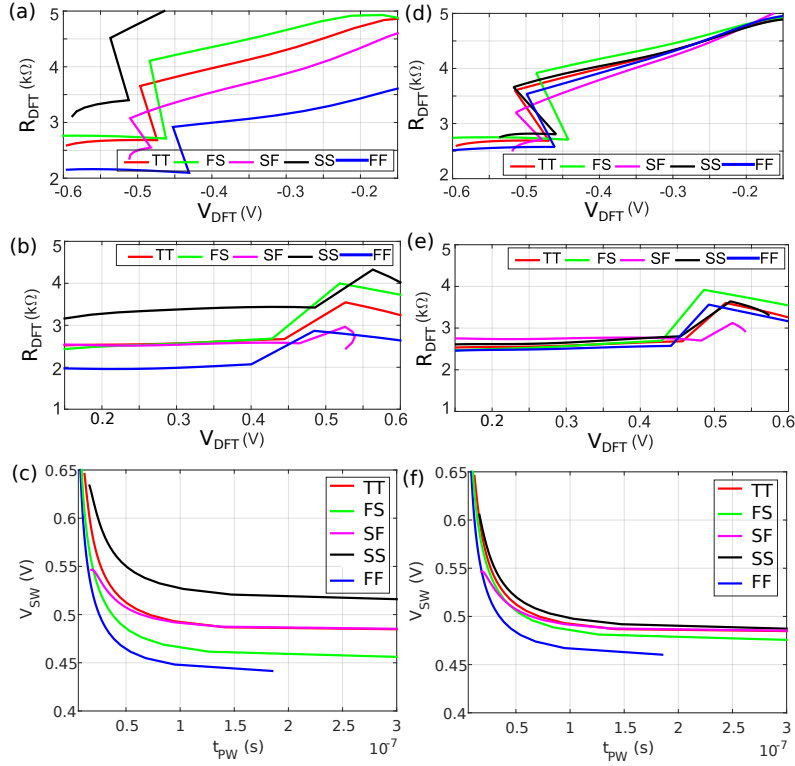 (a)
R_DFT (kΩ)
5
4
3
2
TT FS SF SS FF
-0.6 -0.5 -0.4 -0.3 -0.2
V_DFT (V)
(d)
R_DFT (kΩ)
5
4
3
2
TT FS SF SS FF
-0.6 -0.5 -0.4 -0.3 -0.2
V_DFT (V)
(b)
R_DFT (kΩ)
TT FS SF SS FF
5
4
3
2
1
0.2 0.3 0.4 0.5 0.6
V_DFT (V)
(e)
R_DFT (kΩ)
TT FS SF SS FF
5
4
3
2
1
0.2 0.3 0.4 0.5 0.6
V_DFT (V)
(c)
V_SW (V)
0.65
0.6
0.55
0.5
0.45
0.4
TT
FS
SF
SS
FF
0.5 1 1.5 2 2.5 3
t_PW (s)
10^-7
(f)
V_SW (V)
0.65
0.6
0.55
0.5
0.45
0.4
TT
FS
SF
SS
FF
0.5 1 1.5 2 2.5 3
t_PW (s)
10^-7